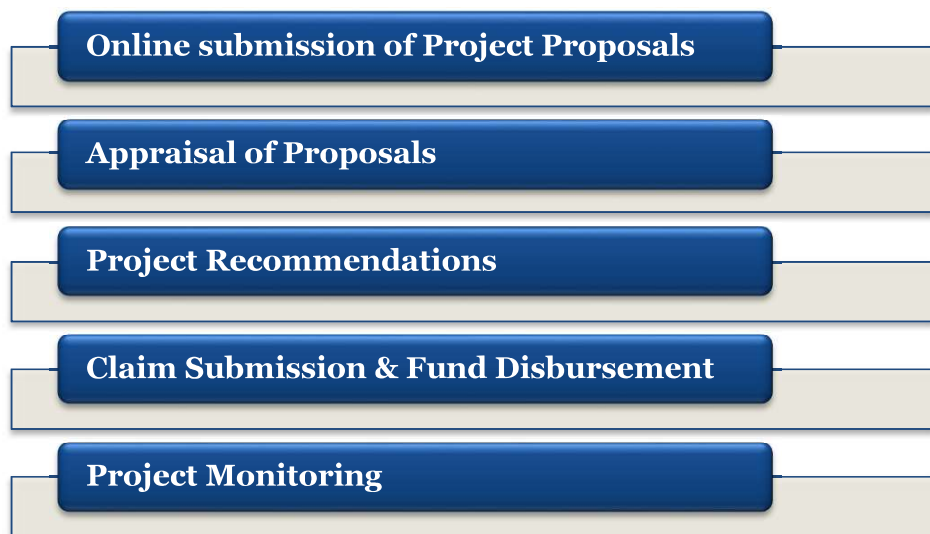 Online submission of Project Proposals
Appraisal of Proposals
Project Recommendations
Claim Submission & Fund Disbursement
Project Monitoring